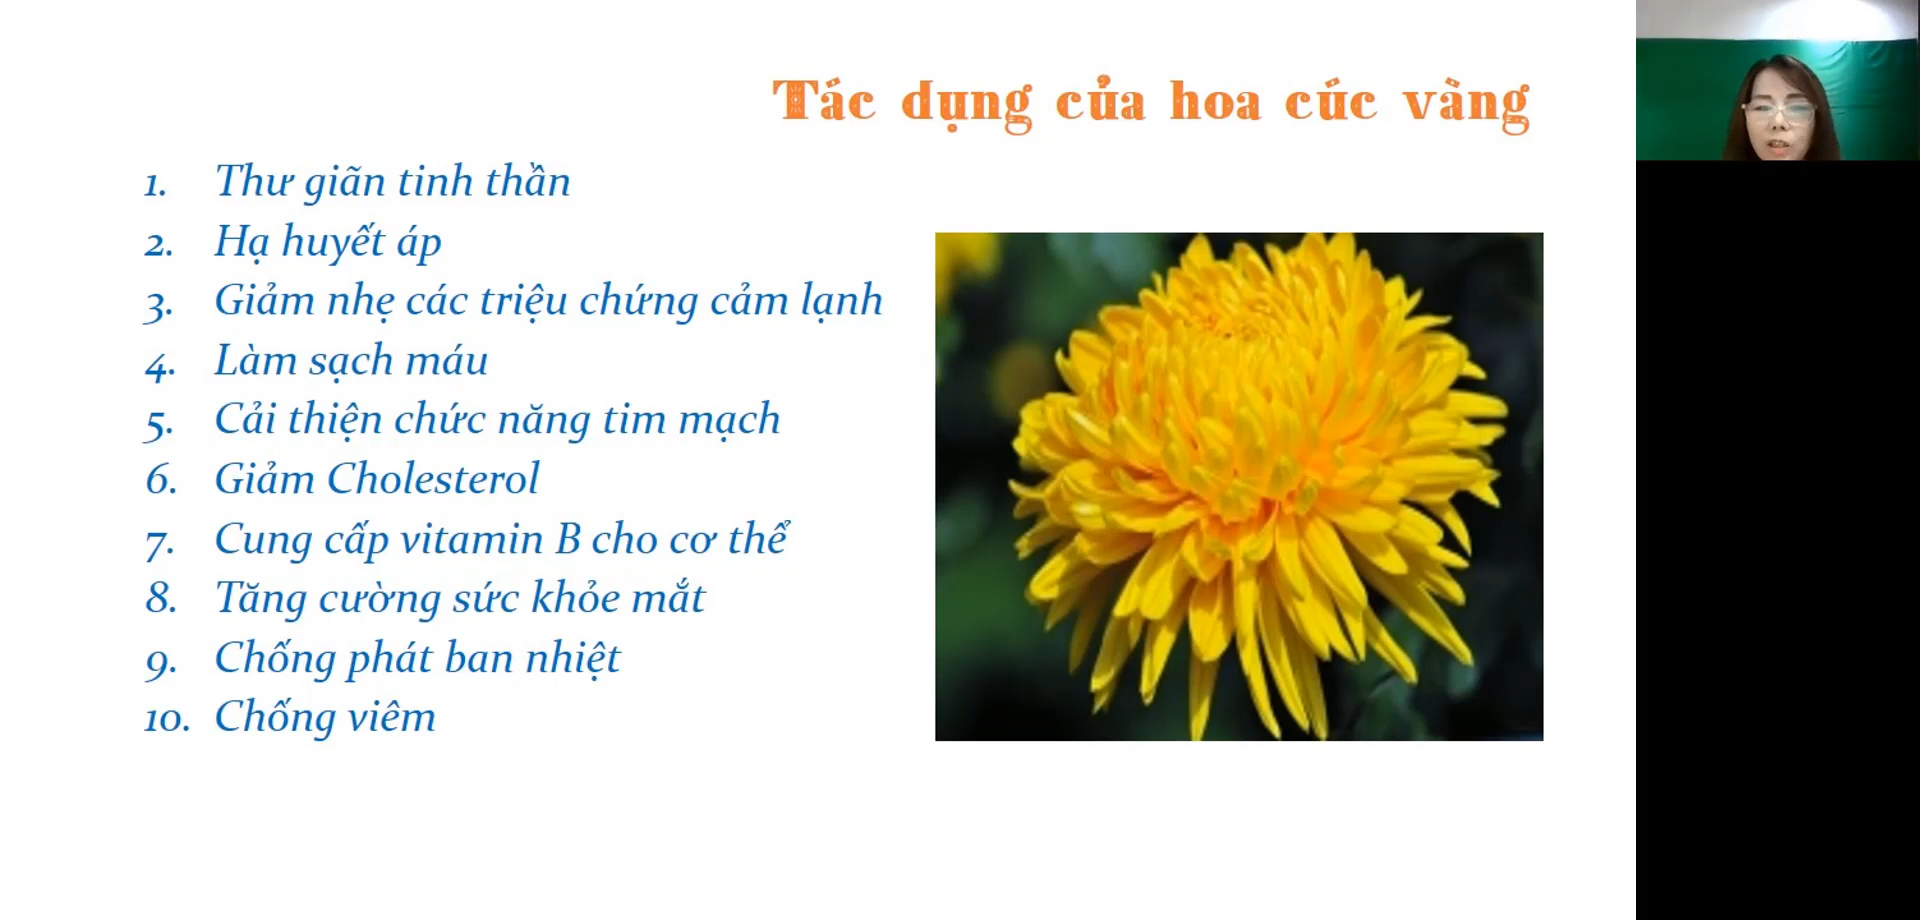 Tác dụng của hoa cúc vàng
1. Thư giãn tinh thần
2. Hạ huyết áp
3. Giảm nhẹ các triệu chứng cảm lạnh
4. Làm sạch máu
5. Cải thiện chức năng tim mạch
6. Giảm Cholesterol
7. Cung cấp vitamin B cho cơ thể
8. Tăng cường sức khỏe mắt
9. Chống phát ban nhiệt
10. Chống viêm